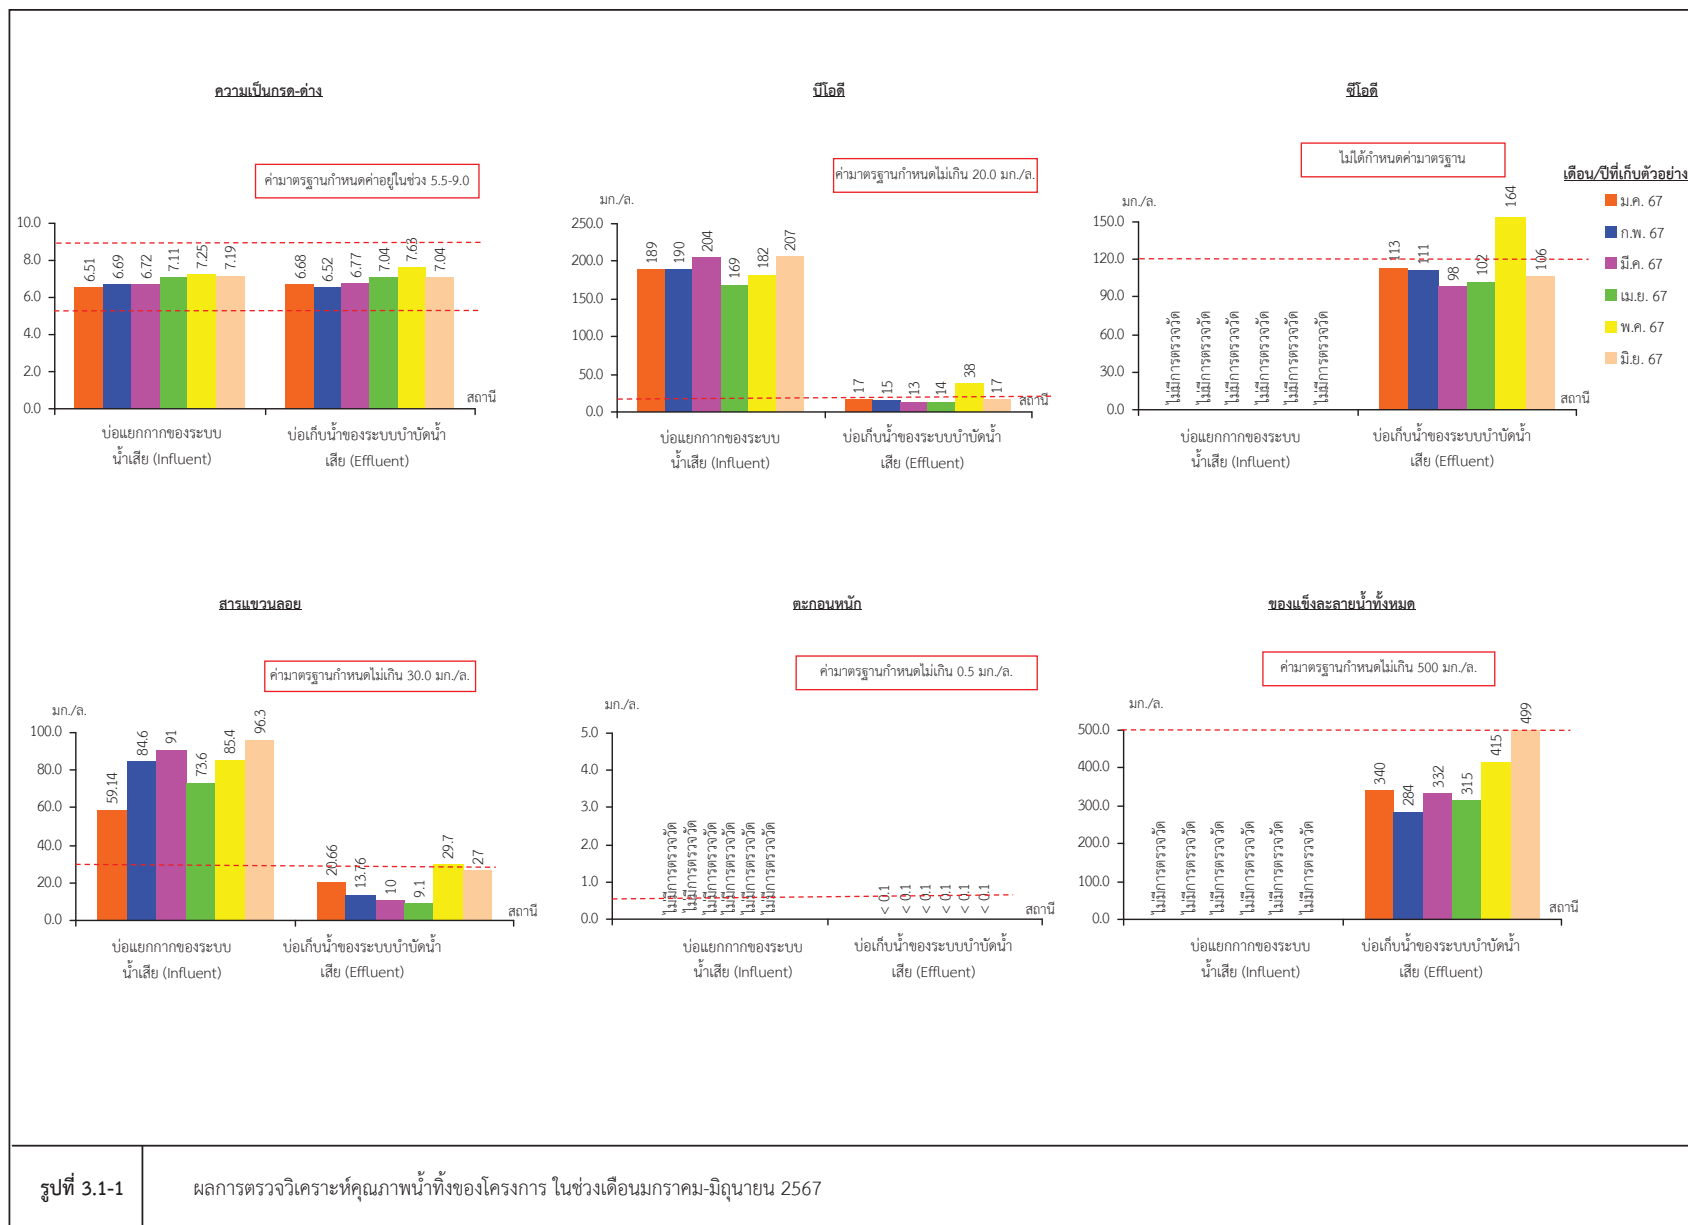 ความเป็นกรด-ด่าง
ค่ามาตรฐานกำหนดค่าอยู่ในช่วง 5.5-9.0
10.0
8.0
6.0
4.0
2.0
0.0
6.51
6.69
6.72
7.11
7.25
7.19
6.68
6.52
6.77
7.04
7.63
7.04
สถานี
บ่อแยกกากของระบบ
น้ำเสีย (Influent)
บ่อเก็บน้ำของระบบบำบัดน้ำ
เสีย (Effluent)
บีโอดี
ค่ามาตรฐานกำหนดไม่เกิน 20.0 มก./ล.
มก./ล.
250.0
200.0
150.0
100.0
50.0
0.0
189
190
204
169
182
207
17
15
13
14
38
17
สถานี
บ่อแยกกากของระบบ
น้ำเสีย (Influent)
บ่อเก็บน้ำของระบบบำบัดน้ำ
เสีย (Effluent)
ซีโอดี
ไม่ได้กำหนดค่ามาตรฐาน
มก./ล.
150.0
120.0
90.0
60.0
30.0
0.0
ไม่มีการตรวจวัด
ไม่มีการตรวจวัด
ไม่มีการตรวจวัด
ไม่มีการตรวจวัด
ไม่มีการตรวจวัด
ไม่มีการตรวจวัด
113
111
98
102
164
106
สถานี
บ่อแยกกากของระบบ
น้ำเสีย (Influent)
บ่อเก็บน้ำของระบบบำบัดน้ำ
เสีย (Effluent)
เดือน/ปีที่เก็บตัวอย่าง
ม.ค. 67
ก.พ. 67
มี.ค. 67
เม.ย. 67
พ.ค. 67
มิ.ย. 67
สารแขวนลอย
ค่ามาตรฐานกำหนดไม่เกิน 30.0 มก./ล.
มก./ล.
100.0
80.0
60.0
40.0
20.0
0.0
59.14
84.6
91
73.6
85.4
96.3
20.66
13.76
10
9.1
29.7
27
สถานี
บ่อแยกกากของระบบ
น้ำเสีย (Influent)
บ่อเก็บน้ำของระบบบำบัดน้ำ
เสีย (Effluent)
ตะกอนหนัก
ค่ามาตรฐานกำหนดไม่เกิน 0.5 มก./ล.
มก./ล.
5.0
4.0
3.0
2.0
1.0
0.0
ไม่มีการตรวจวัด
ไม่มีการตรวจวัด
ไม่มีการตรวจวัด
ไม่มีการตรวจวัด
ไม่มีการตรวจวัด
ไม่มีการตรวจวัด
< 0.1
< 0.1
< 0.1
< 0.1
< 0.1
< 0.1
สถานี
บ่อแยกกากของระบบ
น้ำเสีย (Influent)
บ่อเก็บน้ำของระบบบำบัดน้ำ
เสีย (Effluent)
ของแข็งละลายน้ำทั้งหมด
ค่ามาตรฐานกำหนดไม่เกิน 500 มก./ล.
มก./ล.
500.0
400.0
300.0
200.0
100.0
0.0
ไม่มีการตรวจวัด
ไม่มีการตรวจวัด
ไม่มีการตรวจวัด
ไม่มีการตรวจวัด
ไม่มีการตรวจวัด
ไม่มีการตรวจวัด
340
284
332
315
415
499
สถานี
บ่อแยกกากของระบบ
น้ำเสีย (Influent)
บ่อเก็บน้ำของระบบบำบัดน้ำ
เสีย (Effluent)
รูปที่ 3.1-1
ผลการตรวจวิเคราะห์คุณภาพน้ำทิ้งของโครงการ ในช่วงเดือนมกราคม-มิถุนายน 2567